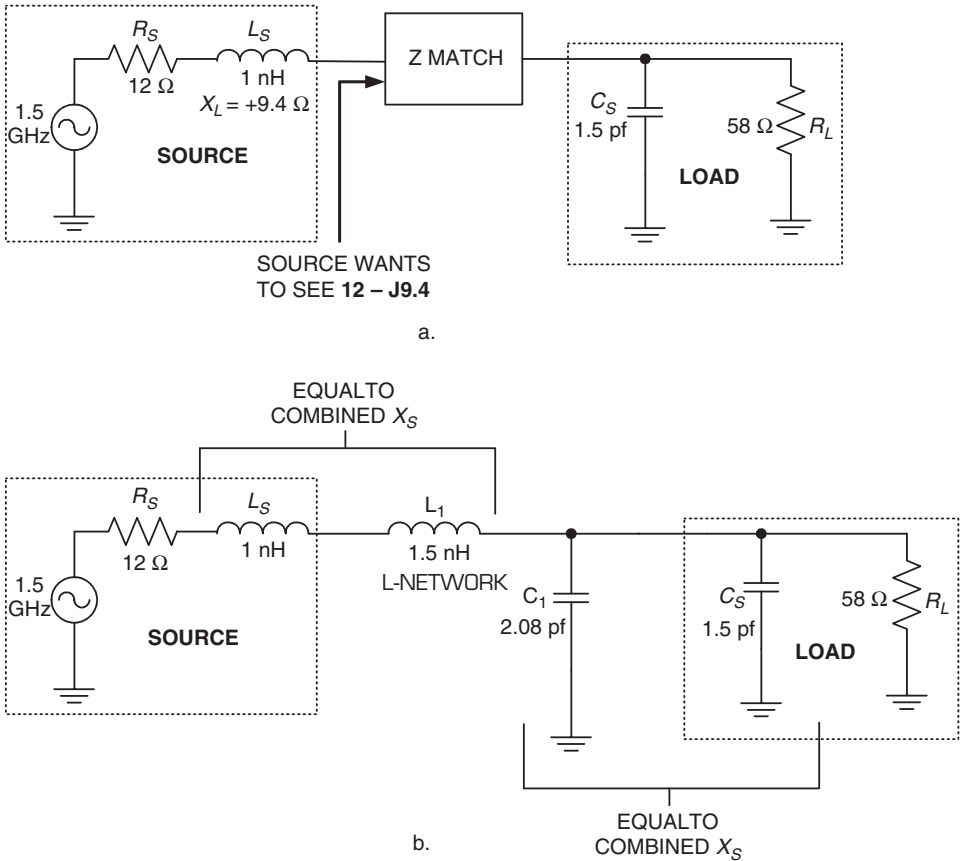 R_S
12 Ω
L_S
1 nH
X_L = +9.4 Ω
1.5
GHz
SOURCE
Z MATCH
C_S
1.5 pf
58 Ω
R_L
LOAD
SOURCE WANTS
TO SEE 12 – J9.4
a.
EQUALTO
COMBINED X_S
R_S
12 Ω
L_S
1 nH
1.5
GHz
SOURCE
L₁
1.5 nH
L-NETWORK
C₁
2.08 pf
C_S
1.5 pf
58 Ω
R_L
LOAD
EQUALTO
COMBINED X_S
b.